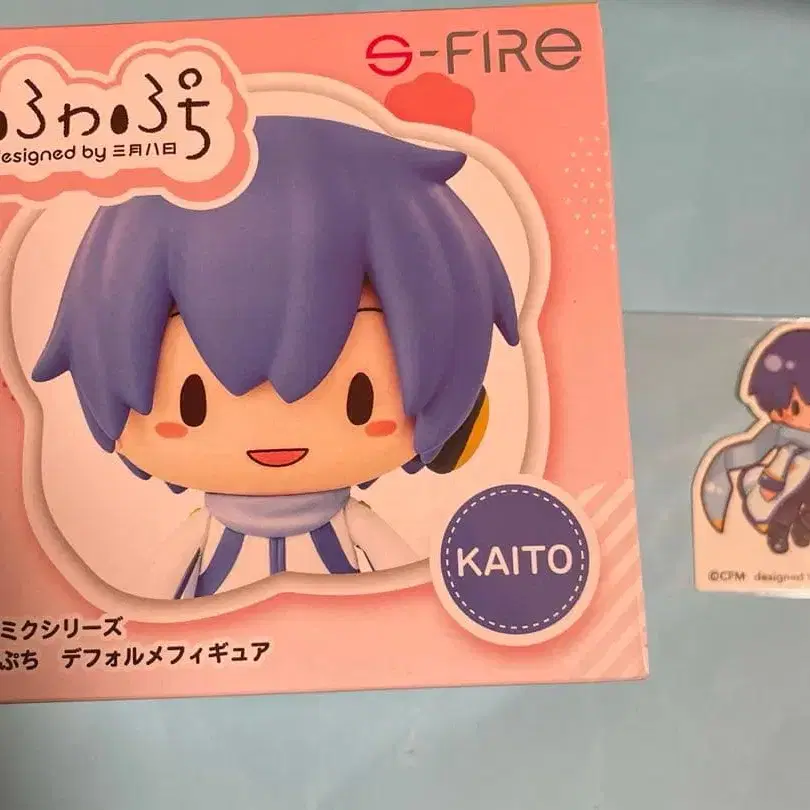 S-FIRE
ふわぷち
designed by 三月八日
KAITO
ミクシリーズ
ぷち デフォルメフィギュア
©CFM designed